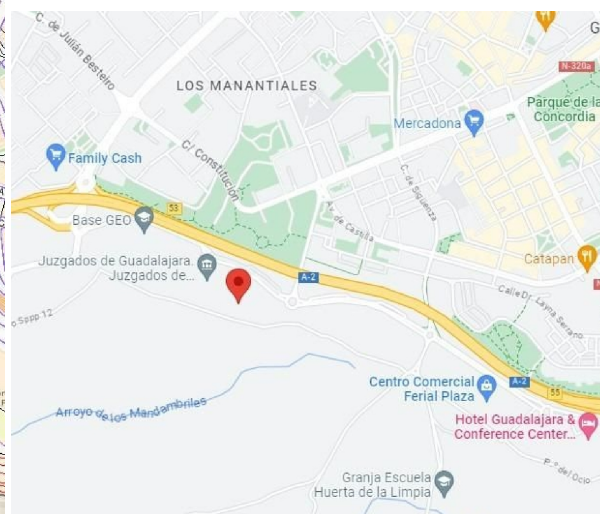 G
C. de Julián Besteiro
LOS MANANTIALES
N-320a
Parque de la
Concordia
Mercadona
Family Cash
C/ Constitución
C. de Sigüenza
53
Base GEO
Av. de Castilla
Juzgados de Guadalajara.
Juzgados de...
A-2
Catapan
Calle Dr. Layna Serrano
o Sppp 12
Centro Comercial
Ferial Plaza
A-2
55
Arroyo de los Mandambriles
Hotel Guadalajara &
Conference Center...
P.º del Ocio
Granja Escuela
Huerta de la Limpia